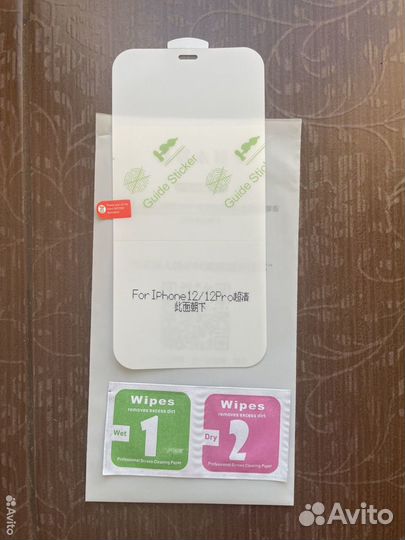 Guide Sticker
Guide Sticker
For Iphone12/12Pro超清
此面朝下
Wipes
removes excess dirt
Wet
1
Professional Screen Cleaning Paper
Wipes
removes excess dirt
Dry
2
Professional Screen Cleaning Paper
Avito
Avito